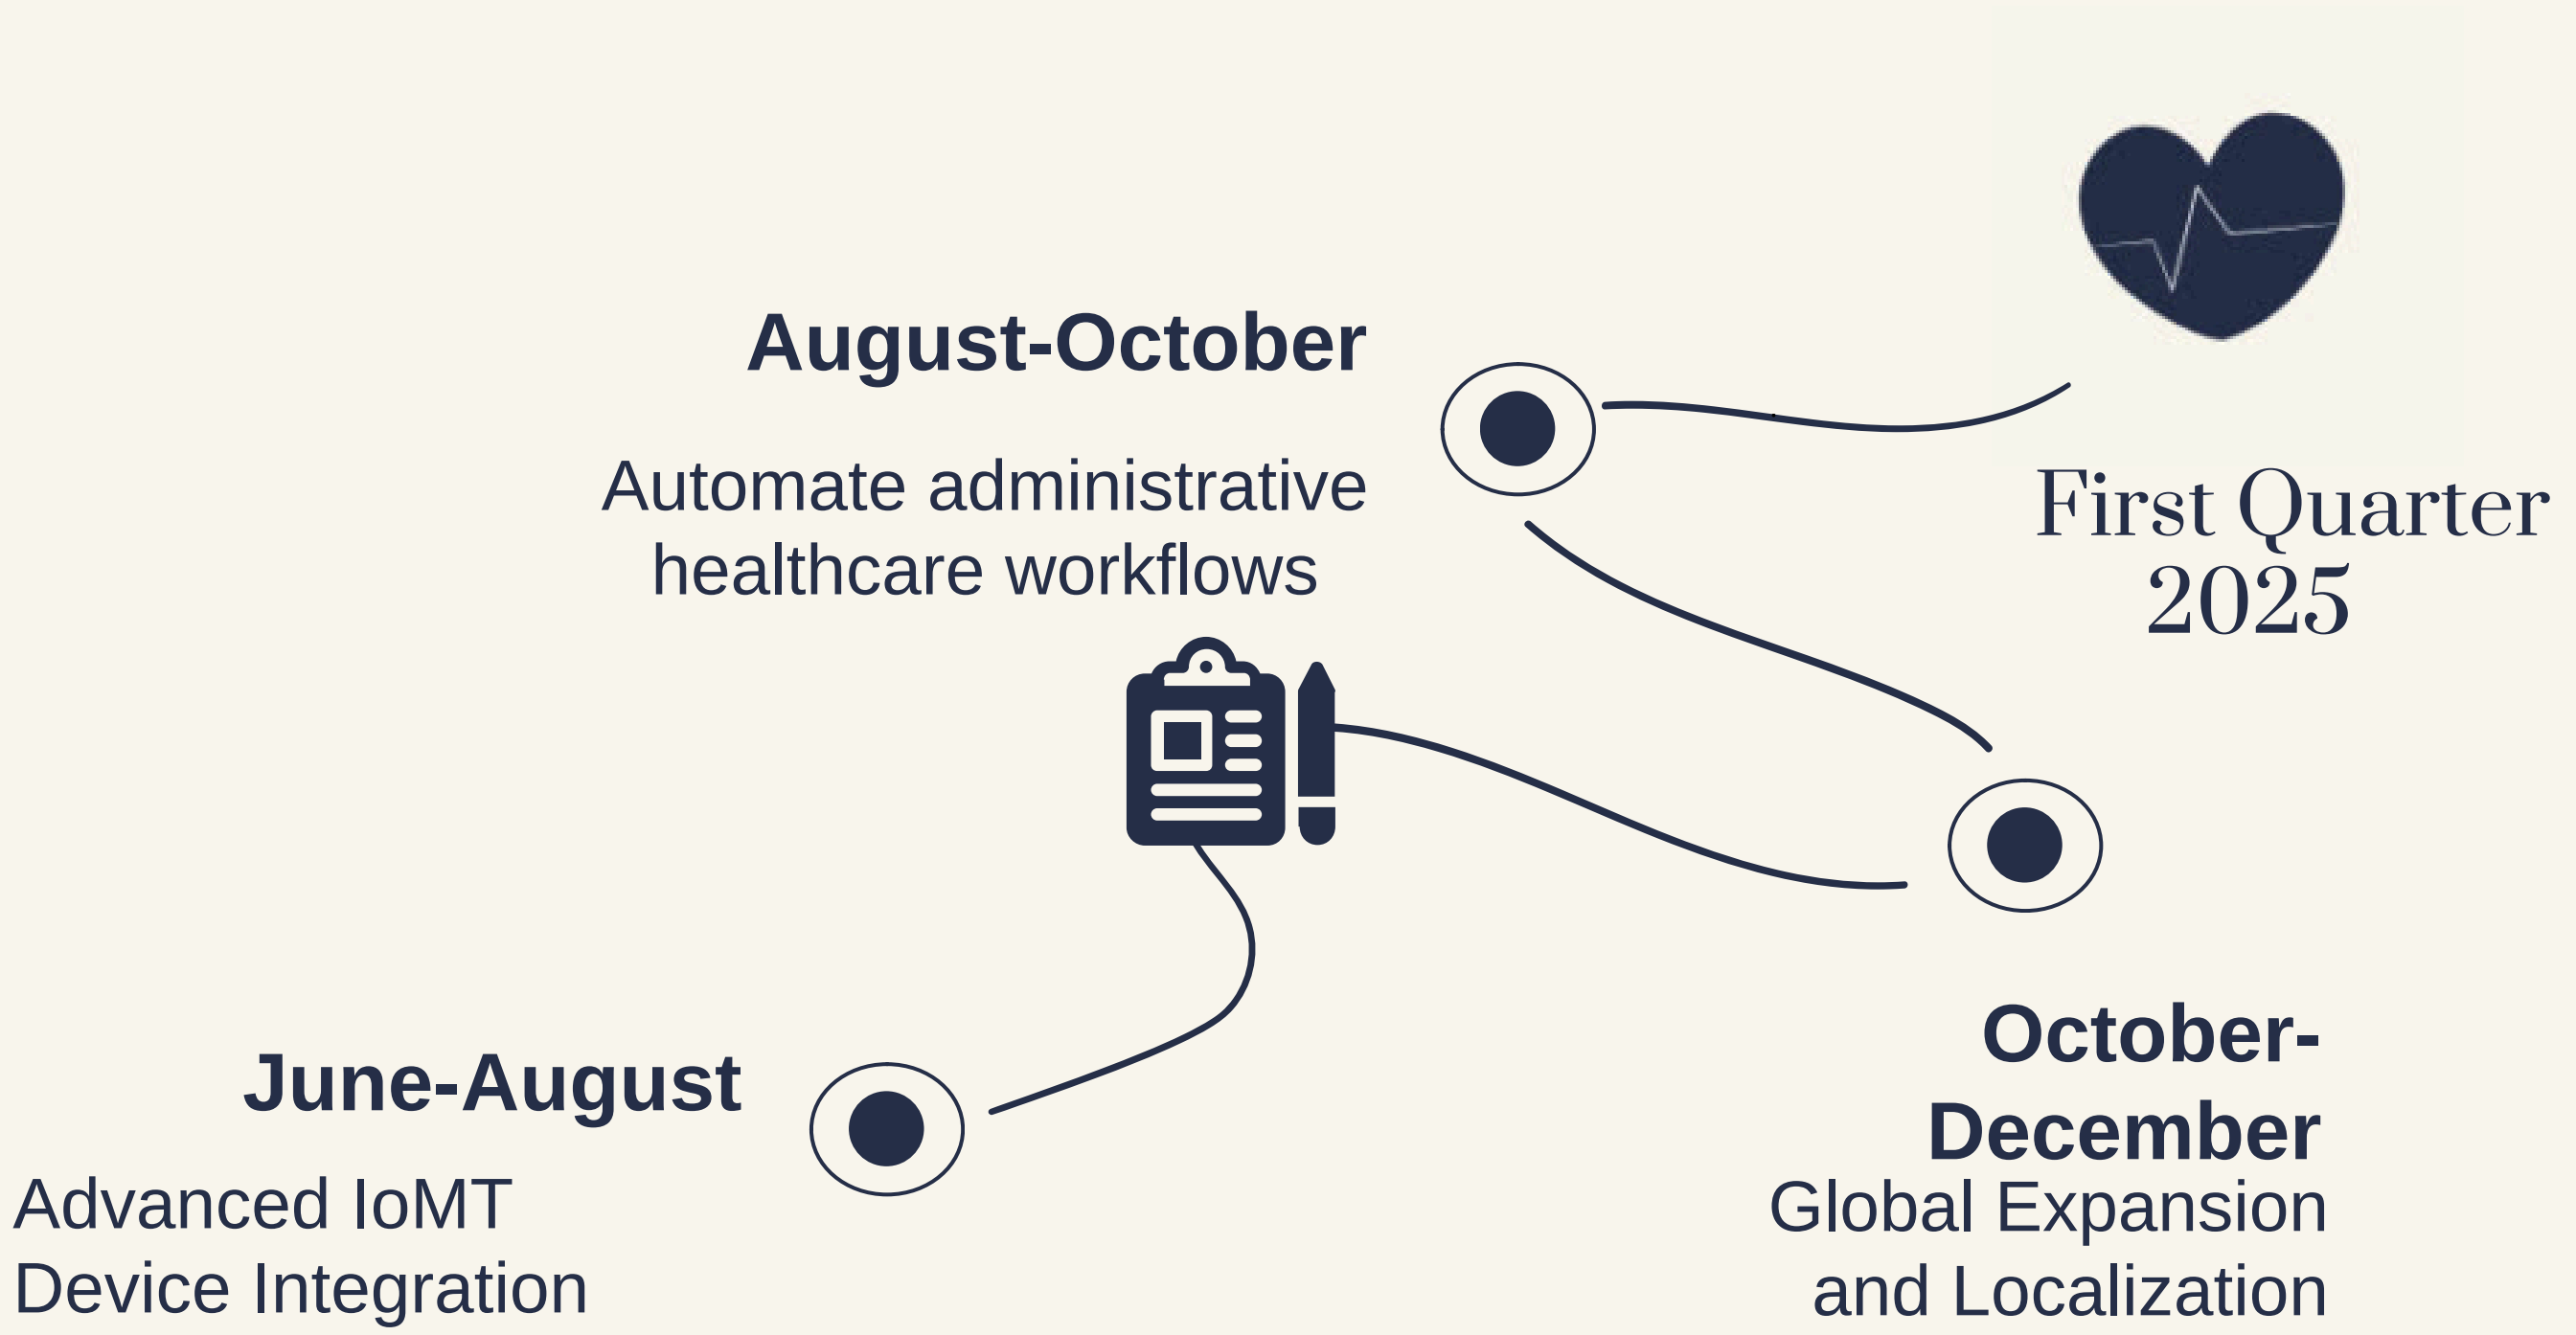 August-October
Automate administrative
healthcare workflows
First Quarter
2025
June-August
Advanced IoMT
Device Integration
October-
December
Global Expansion
and Localization